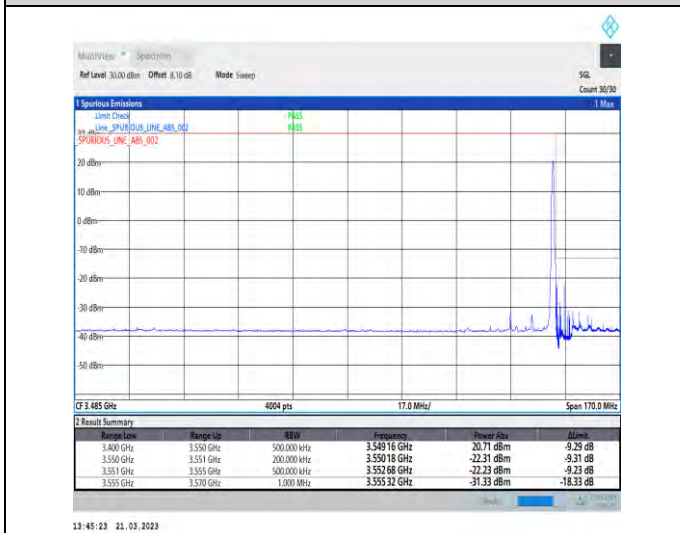 MultiView Spectrum
Ref Level 30.00 dBm Offset 8.10 dB Mode Sweep SGL
Count 30/30
1 Spurious Emissions 1 Max
Limit Check PASS
Line _SPURIOUS_LINE_ABS_002 PASS
30 dBm
_SPURIOUS_LINE_ABS_002
20 dBm
10 dBm
0 dBm
-10 dBm
-20 dBm
-30 dBm
-40 dBm
-50 dBm
CF 3.485 GHz 4004 pts 17.0 MHz/ Span 170.0 MHz
2 Result Summary
Range Low Range Up RBW Frequency Power Abs ΔLimit
3.400 GHz 3.550 GHz 500.000 kHz 3.549 16 GHz 20.71 dBm -9.29 dB
3.550 GHz 3.551 GHz 200.000 kHz 3.550 18 GHz -22.31 dBm -9.31 dB
3.551 GHz 3.555 GHz 500.000 kHz 3.552 68 GHz -22.23 dBm -9.23 dB
3.555 GHz 3.570 GHz 1.000 MHz 3.555 32 GHz -31.33 dBm -18.33 dB
13:45:23 21.03.2023